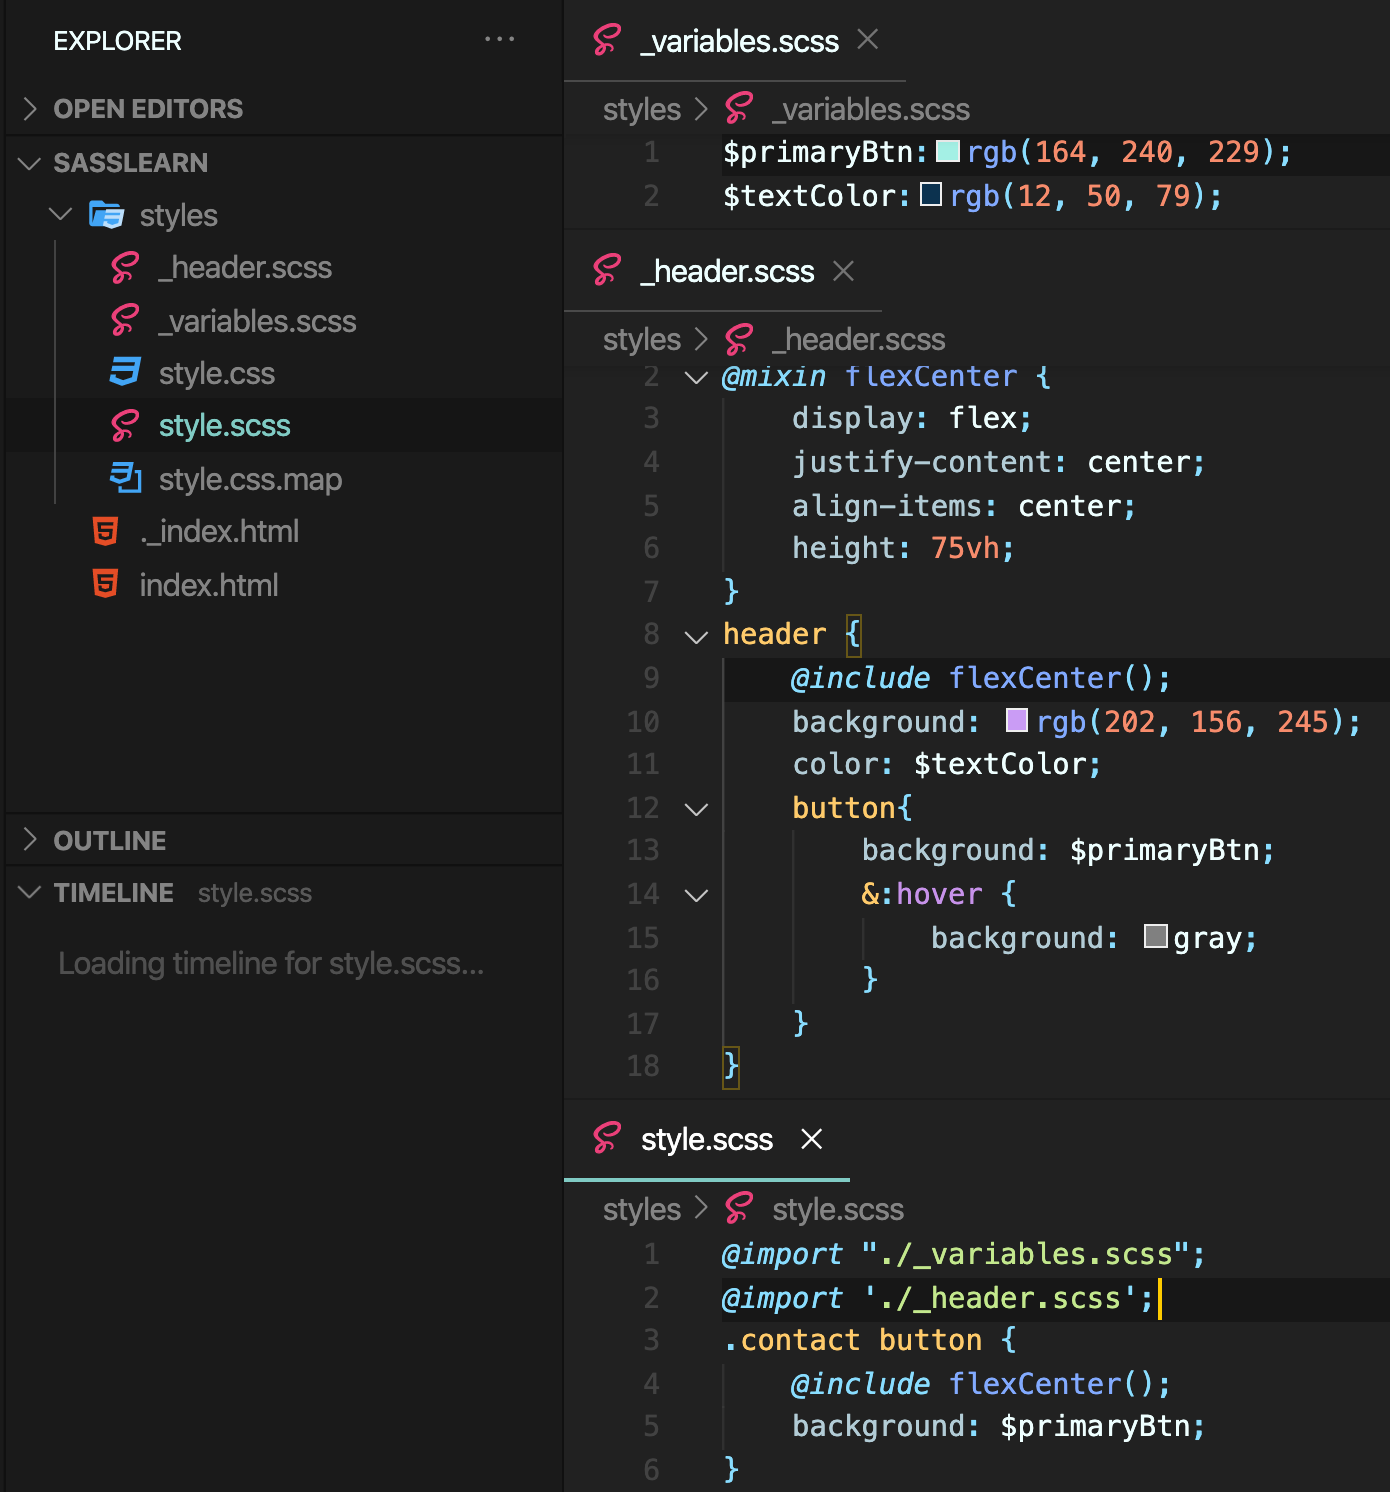 EXPLORER ...
OPEN EDITORS
SASSLEARN
styles
_header.scss
_variables.scss
style.css
style.scss
style.css.map
._index.html
index.html
OUTLINE
TIMELINE style.scss
Loading timeline for style.scss...
_variables.scss
styles > _variables.scss
1 $primaryBtn: rgb(164, 240, 229);
2 $textColor: rgb(12, 50, 79);
_header.scss
styles > _header.scss
2 @mixin flexCenter {
3 display: flex;
4 justify-content: center;
5 align-items: center;
6 height: 75vh;
7 }
8 header {
9 @include flexCenter();
10 background: rgb(202, 156, 245);
11 color: $textColor;
12 button{
13 background: $primaryBtn;
14 &:hover {
15 background: gray;
16 }
17 }
18 }
style.scss
styles > style.scss
1 @import "./_variables.scss";
2 @import './_header.scss';
3 .contact button {
4 @include flexCenter();
5 background: $primaryBtn;
6 }